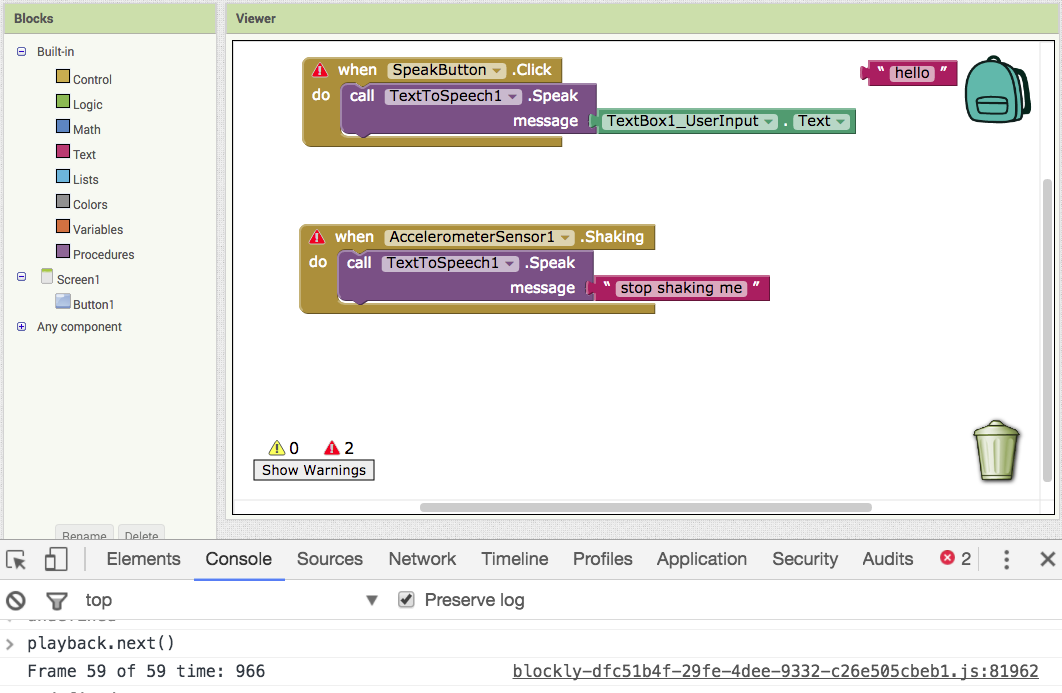 Blocks
Viewer
Built-in
Control
Logic
Math
Text
Lists
Colors
Variables
Procedures
Screen1
Button1
Any component
Rename Delete
when SpeakButton .Click
do call TextToSpeech1 .Speak
message TextBox1_UserInput . Text
" hello "
when AccelerometerSensor1 .Shaking
do call TextToSpeech1 .Speak
message " stop shaking me "
0 2
Show Warnings
Elements Console Sources Network Timeline Profiles Application Security Audits 2
top Preserve log
> playback.next()
Frame 59 of 59 time: 966 blockly-dfc51b4f-29fe-4dee-9332-c26e505cbeb1.js:81962